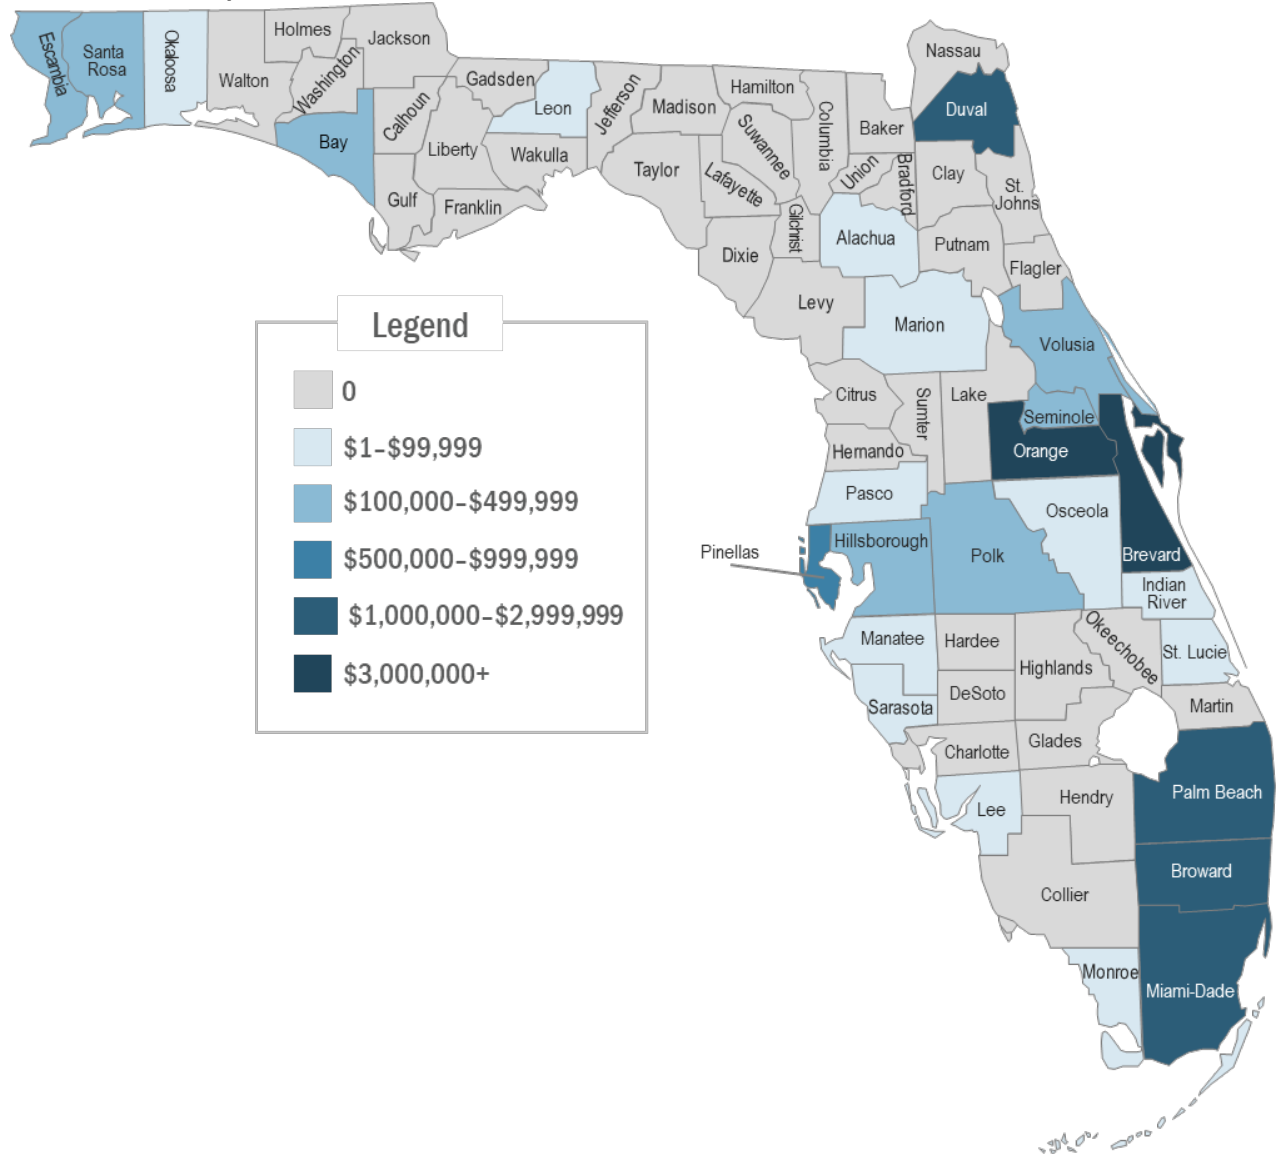 Escambia
Santa
Rosa
Okaloosa
Walton
Holmes
Washington
Jackson
Bay
Calhoun
Gulf
Liberty
Gadsden
Franklin
Leon
Wakulla
Jefferson
Madison
Taylor
Hamilton
Suwannee
Lafayette
Dixie
Columbia
Gilchrist
Baker
Union
Bradford
Nassau
Duval
Clay
St.
Johns
Alachua
Putnam
Flagler
Levy
Marion
Volusia
Citrus
Sumter
Lake
Seminole
Orange
Hernando
Pasco
Osceola
Brevard
Pinellas
Hillsborough
Polk
Indian
River
Manatee
Hardee
Highlands
Okeechobee
St. Lucie
Sarasota
DeSoto
Martin
Charlotte
Glades
Lee
Hendry
Palm Beach
Collier
Broward
Monroe
Miami-Dade
Legend
0
$1–$99,999
$100,000–$499,999
$500,000–$999,999
$1,000,000–$2,999,999
$3,000,000+